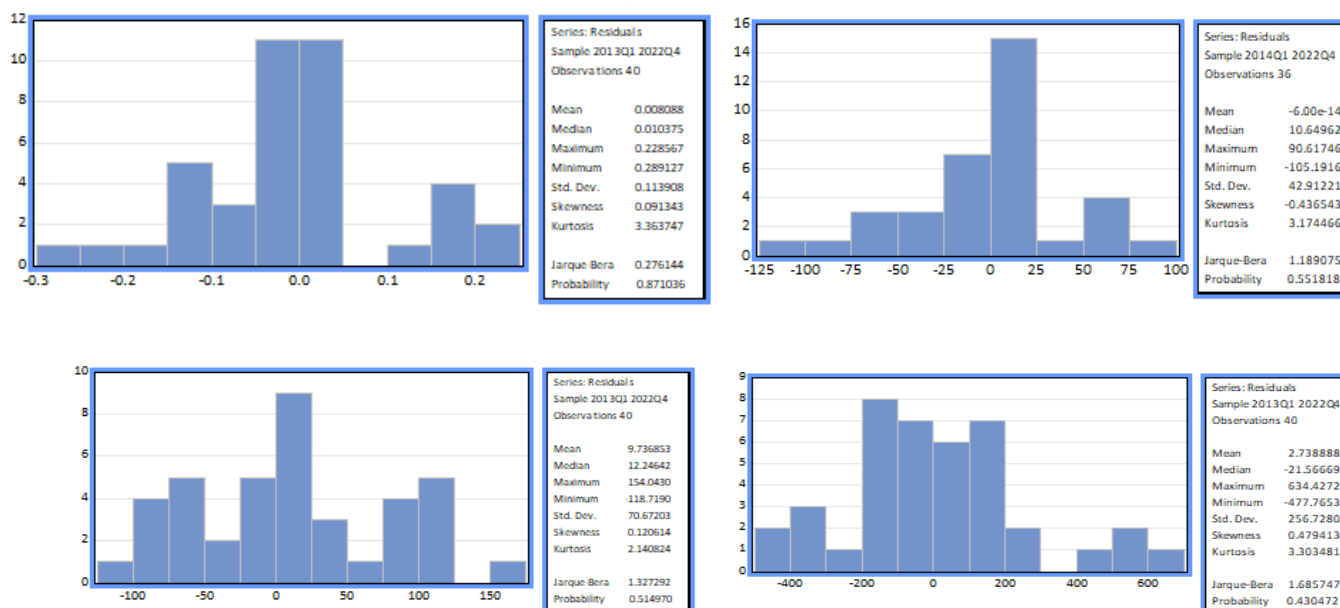 12
10
8
6
4
2
0
-0.3
-0.2
-0.1
0.0
0.1
0.2
Series: Residuals
Sample 2013Q1 2022Q4
Observations 40
Mean 0.008088
Median 0.010375
Maximum 0.228567
Minimum 0.289127
Std. Dev. 0.113908
Skewness 0.091343
Kurtosis 3.363747
Jarque-Bera 0.276144
Probability 0.871036
16
14
12
10
8
6
4
2
0
-125
-100
-75
-50
-25
0
25
50
75
100
Series: Residuals
Sample 2014Q1 2022Q4
Observations 36
Mean -6.00e-14
Median 10.64962
Maximum 90.61746
Minimum -105.1916
Std. Dev. 42.91221
Skewness -0.436543
Kurtosis 3.174466
Jarque-Bera 1.189075
Probability 0.551818
10
8
6
4
2
0
-100
-50
0
50
100
150
Series: Residuals
Sample 2013Q1 2022Q4
Observations 40
Mean 9.736853
Median 12.24642
Maximum 154.0430
Minimum -118.7190
Std. Dev. 70.67203
Skewness 0.120614
Kurtosis 2.140824
Jarque-Bera 1.327292
Probability 0.514970
9
8
7
6
5
4
3
2
1
0
-400
-200
0
200
400
600
Series: Residuals
Sample 2013Q1 2022Q4
Observations 40
Mean 2.738888
Median -21.56669
Maximum 634.4272
Minimum -477.7653
Std. Dev. 256.7280
Skewness 0.479413
Kurtosis 3.303481
Jarque-Bera 1.685747
Probability 0.430472